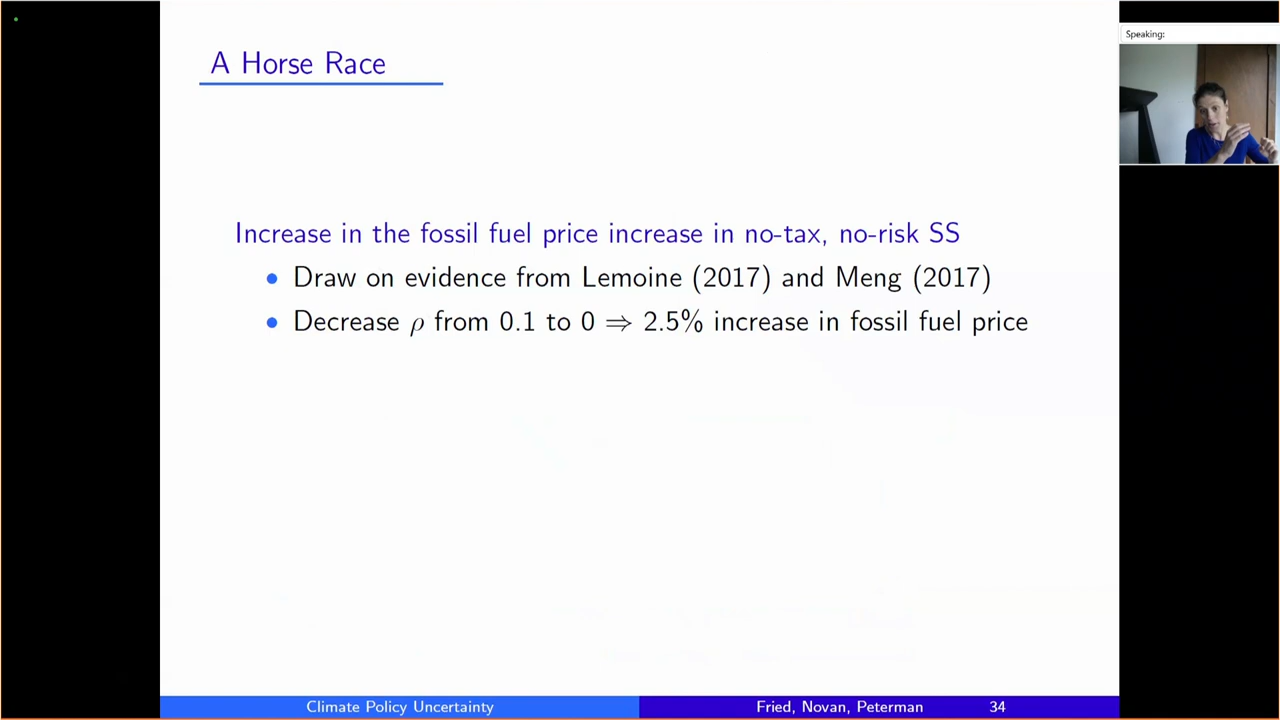 A Horse Race
Speaking:
Increase in the fossil fuel price increase in no-tax, no-risk SS
• Draw on evidence from Lemoine (2017) and Meng (2017)
• Decrease ρ from 0.1 to 0 ⇒ 2.5% increase in fossil fuel price
Climate Policy Uncertainty
Fried, Novan, Peterman 34